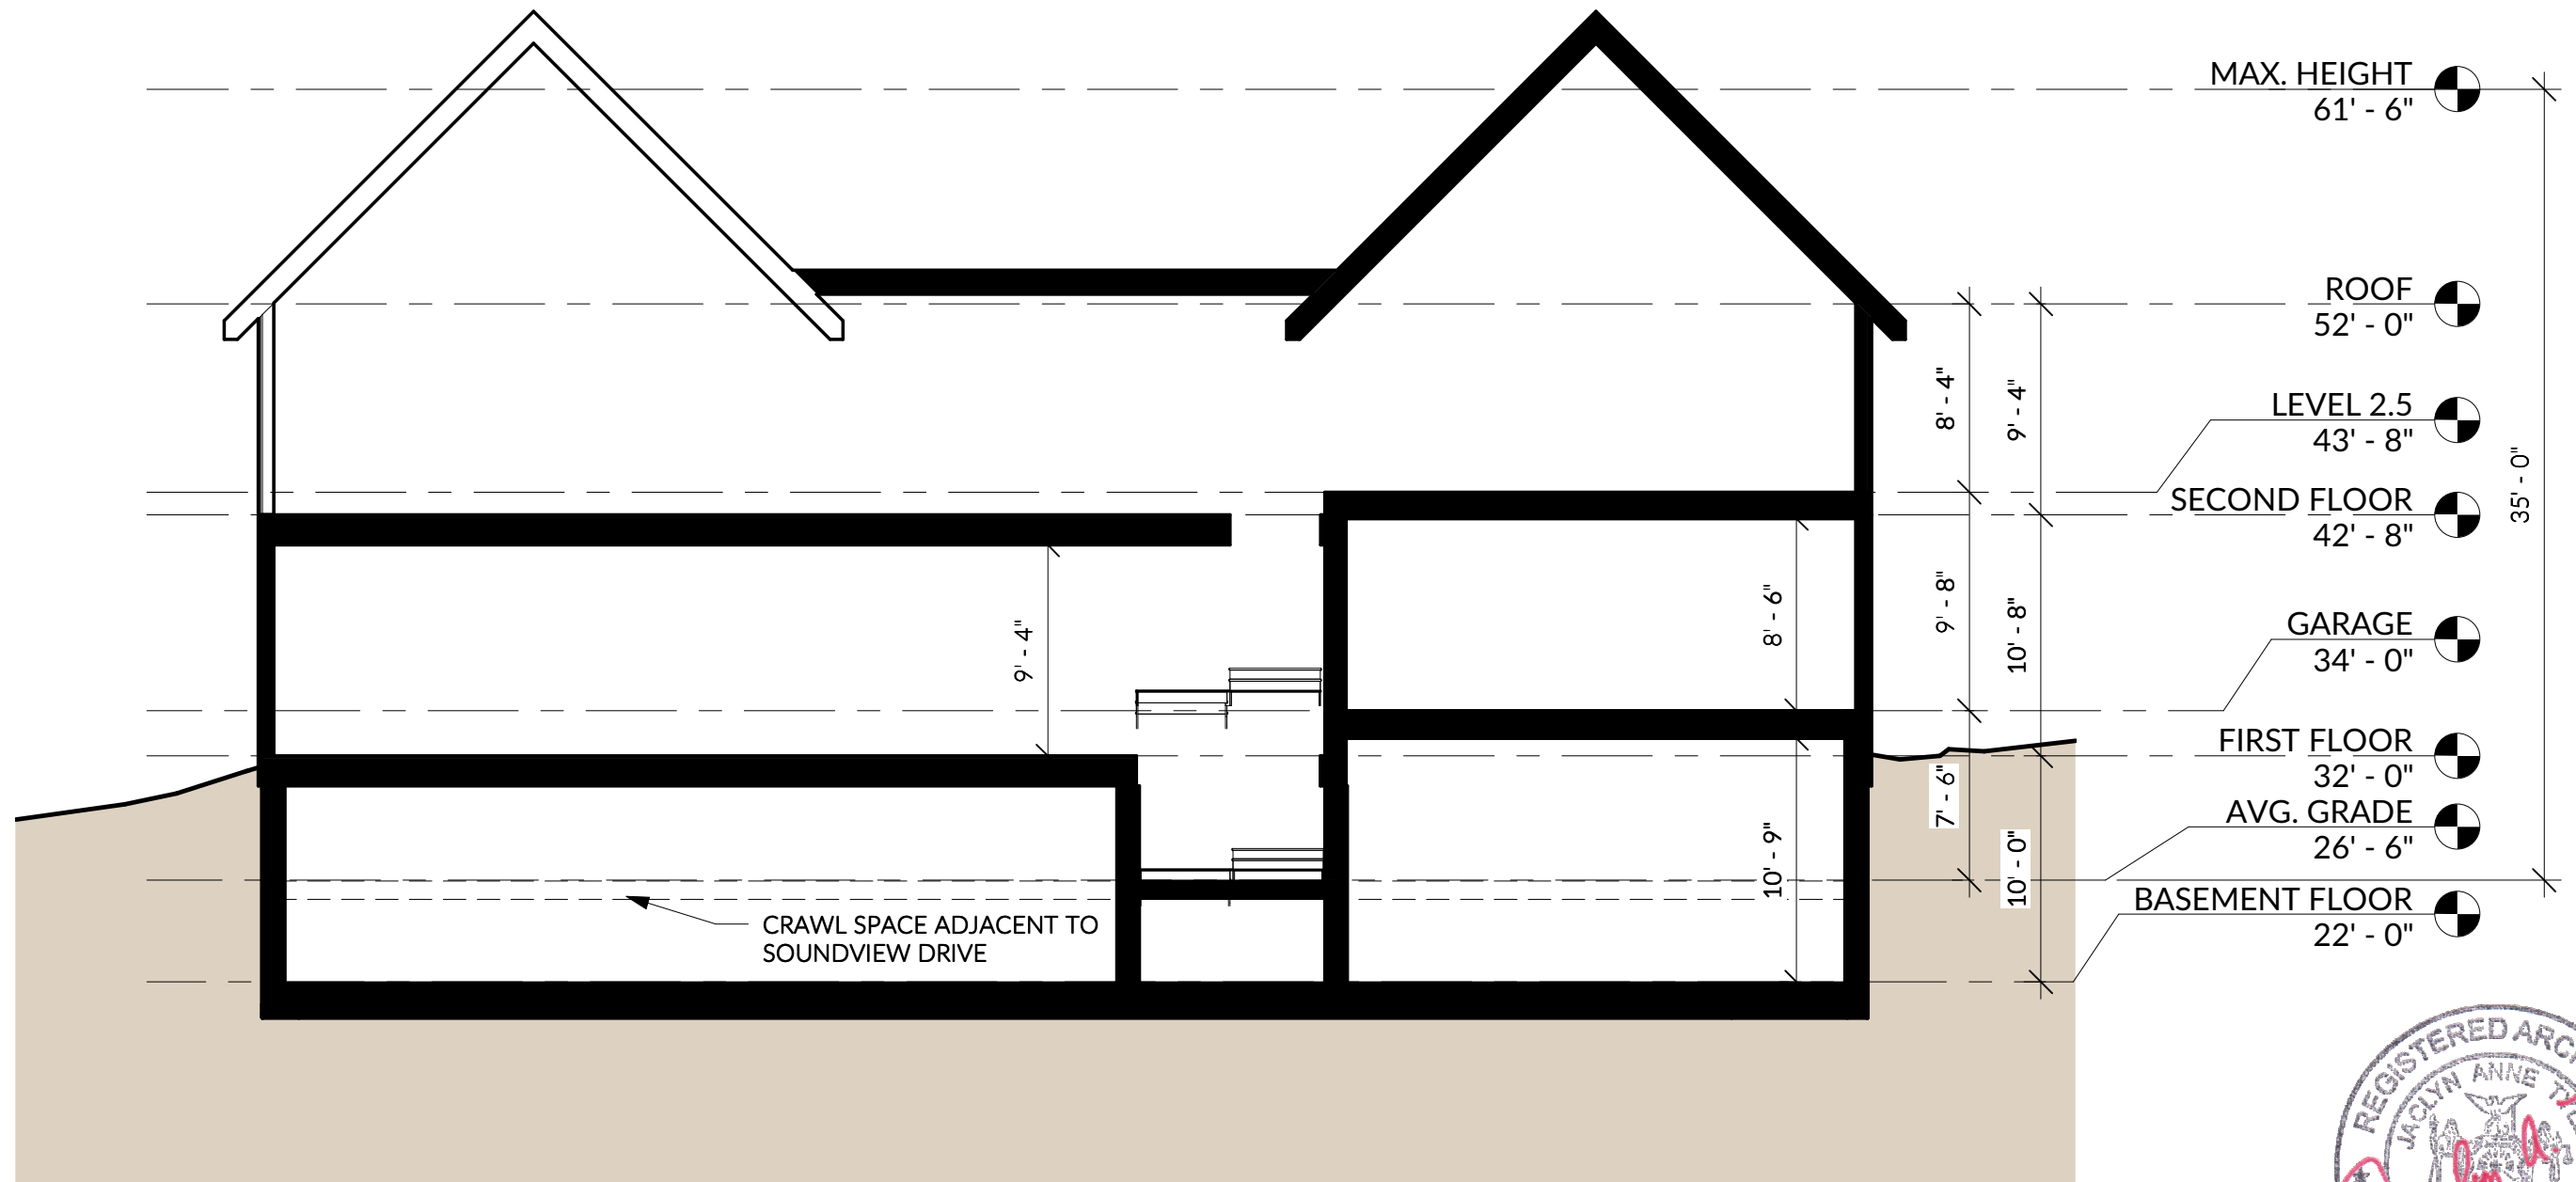 MAX. HEIGHT
61' - 6"
ROOF
52' - 0"
LEVEL 2.5
43' - 8"
SECOND FLOOR
42' - 8"
GARAGE
34' - 0"
FIRST FLOOR
32' - 0"
AVG. GRADE
26' - 6"
BASEMENT FLOOR
22' - 0"
35' - 0"
8' - 4"
9' - 4"
9' - 8"
10' - 8"
7' - 6"
10' - 0"
9' - 4"
8' - 6"
10' - 9"
CRAWL SPACE ADJACENT TO
SOUNDVIEW DRIVE
REGISTERED
JACLYN ANNE